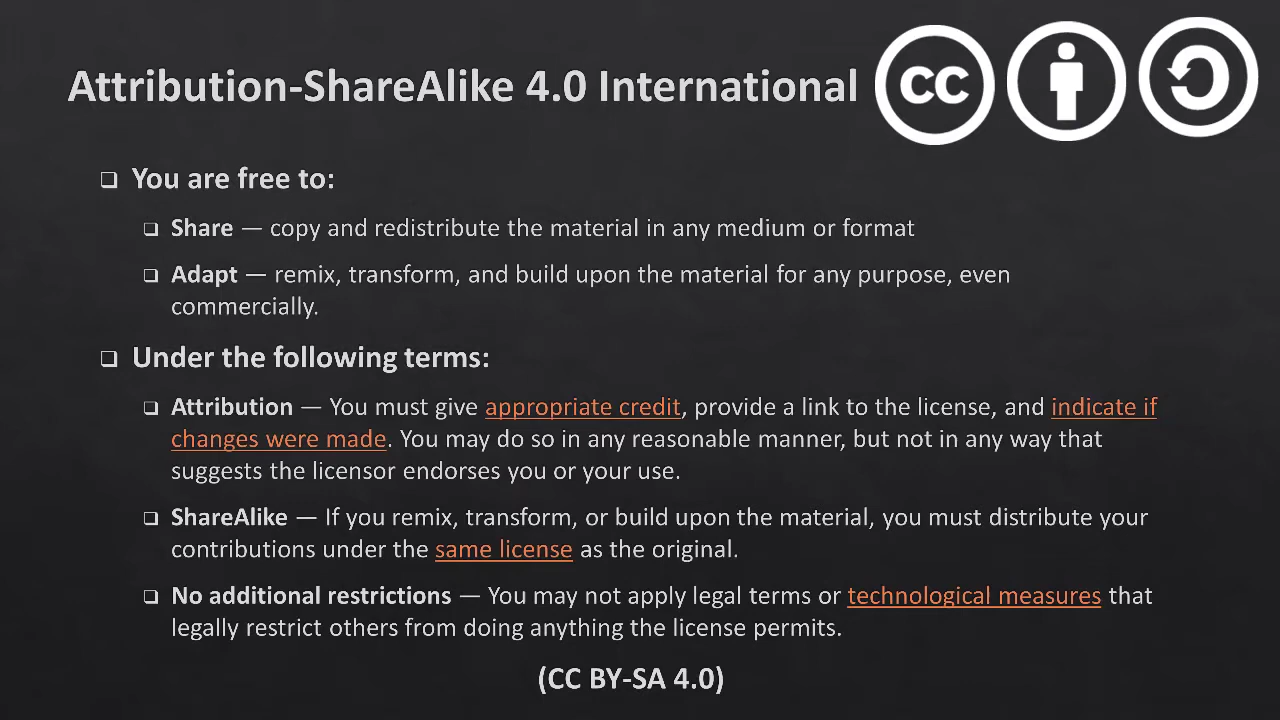 Attribution-ShareAlike 4.0 International
You are free to:
Share — copy and redistribute the material in any medium or format
Adapt — remix, transform, and build upon the material for any purpose, even
commercially.
Under the following terms:
Attribution — You must give appropriate credit, provide a link to the license, and indicate if
changes were made. You may do so in any reasonable manner, but not in any way that
suggests the licensor endorses you or your use.
ShareAlike — If you remix, transform, or build upon the material, you must distribute your
contributions under the same license as the original.
No additional restrictions — You may not apply legal terms or technological measures that
legally restrict others from doing anything the license permits.
(CC BY-SA 4.0)